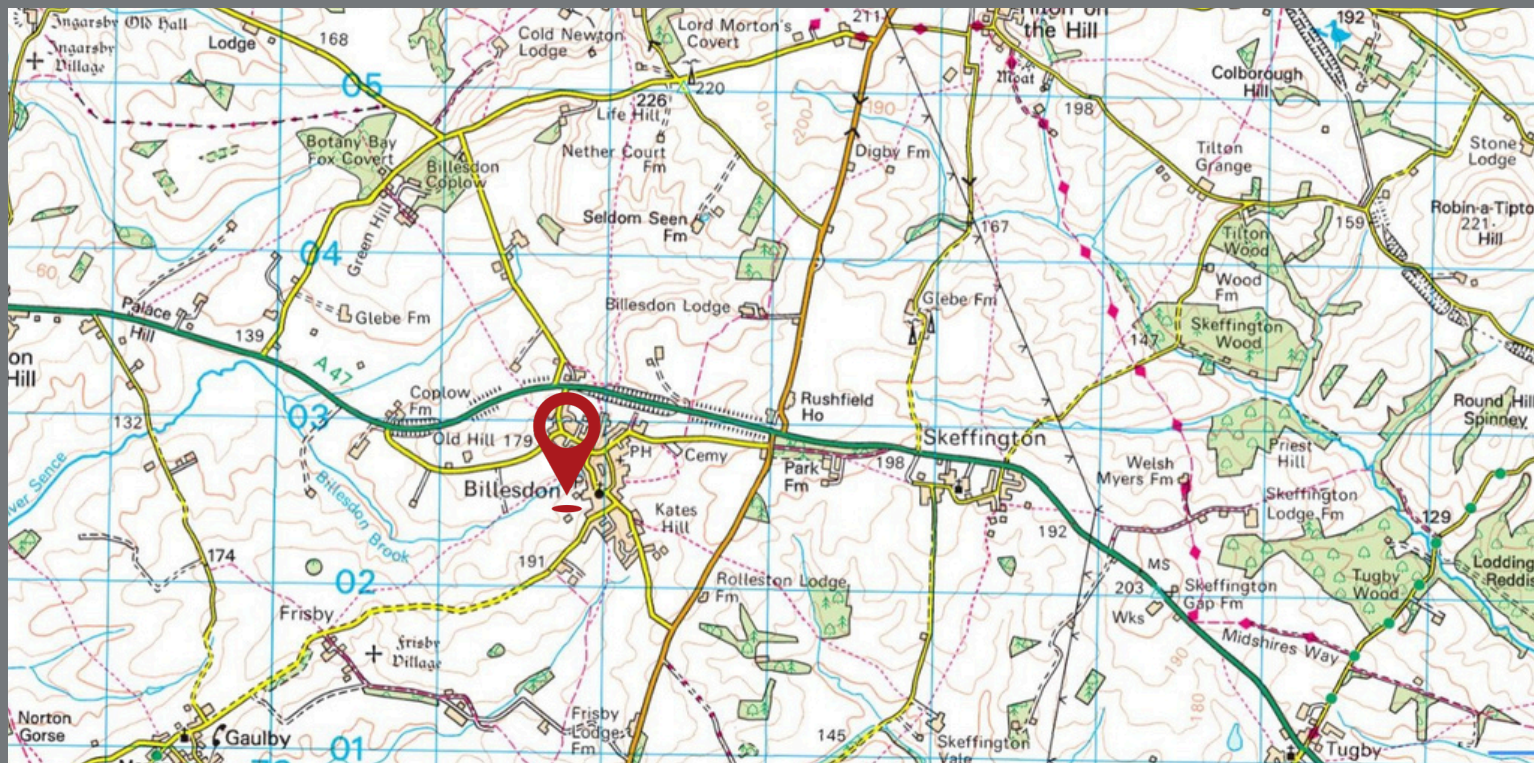 Ingarsby Old Hall
Ingarsby
Village
Lodge
168
Cold Newton
Lodge
Lord Morton's
Covert
211
the Hill
192
05
Moat
Colborough
Hill
198
220
226
Life Hill
210
200
190
Botany Bay
Fox Covert
Billesdon
Coplow
Nether Court
Fm
Digby Fm
Tilton
Grange
Stone
Lodge
Green Hill
Seldom Seen
Fm
167
159
Robin-a-Tipto
221
Hill
04
60
Tilton
Wood
Wood
Fm
Palace
Hill
Glebe Fm
Billesdon Lodge
Glebe Fm
Skeffington
Wood
139
147
on
Hill
A 47
Coplow
Fm
Rushfield
Ho
Round Hill
Spinney
03
132
Old Hill 179
PH
Cemy
Skeffington
Priest
Hill
Park
Fm
198
Welsh
Myers Fm
Billesdon
P
Skeffington
Lodge Fm
ver Sence
Billesdon
Brook
Kates
Hill
192
129
174
191
02
MS
203
Rolleston Lodge
Fm
Skeffington
Gap Fm
Tugby
Wood
Lodding
Reddis
Wks
Frisby
Frisby
Village
Midshires Way
190
180
Norton
Gorse
Gaulby
Frisby
Lodge
Fm
01
145
Skeffington
Vale
Tugby